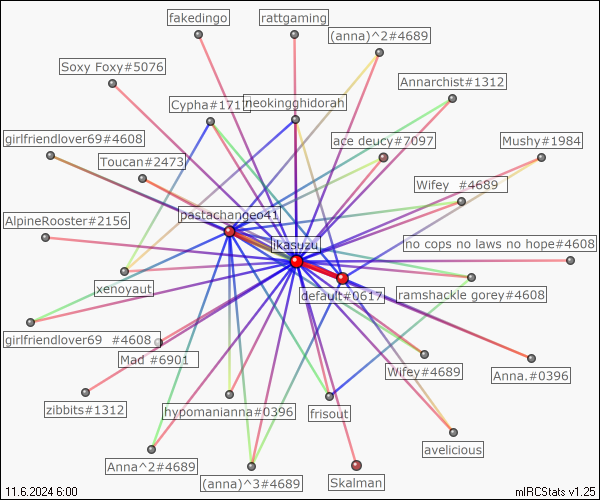 fakedingo
rattgaming
(anna)^2#4689
Soxy Foxy#5076
Annarchist#1312
Cypha#171
neokingghidorah
girlfriendlover69#4608
ace deucy#7097
Mushy#1984
Toucan#2473
Wifey_ #4689
pastachangeo41
AlpineRooster#2156
ikasuzu
no cops no laws no hope#4608
xenoyaut
default#0617
ramshackle gorey#4608
girlfriendlover69_ #4608
Mad #6901
Wifey#4689
Anna.#0396
zibbits#1312
hypomanianna#0396
frisout
avelicious
Anna^2#4689
(anna)^3#4689
Skalman
11.6.2024 6:00
mIRCStats v1.25